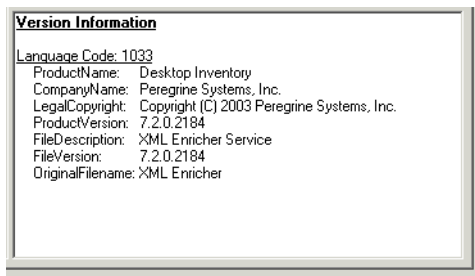 Version Information
Language Code: 1033
ProductName: Desktop Inventory
CompanyName: Peregrine Systems, Inc.
LegalCopyright: Copyright (C) 2003 Peregrine Systems, Inc.
ProductVersion: 7.2.0.2184
FileDescription: XML Enricher Service
FileVersion: 7.2.0.2184
OriginalFilename: XML Enricher